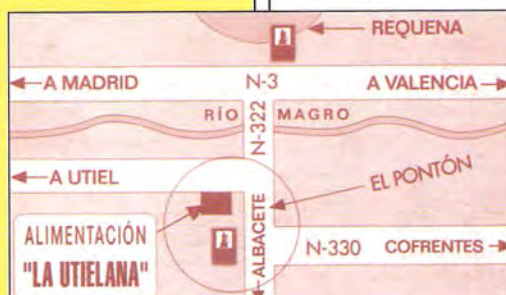 REQUENA
A MADRID
N-3
A VALENCIA
RÍO MAGRO
N-322
A UTIEL
EL PONTÓN
ALIMENTACIÓN
"LA UTIELANA"
ALBACETE
N-330
COFRENTES